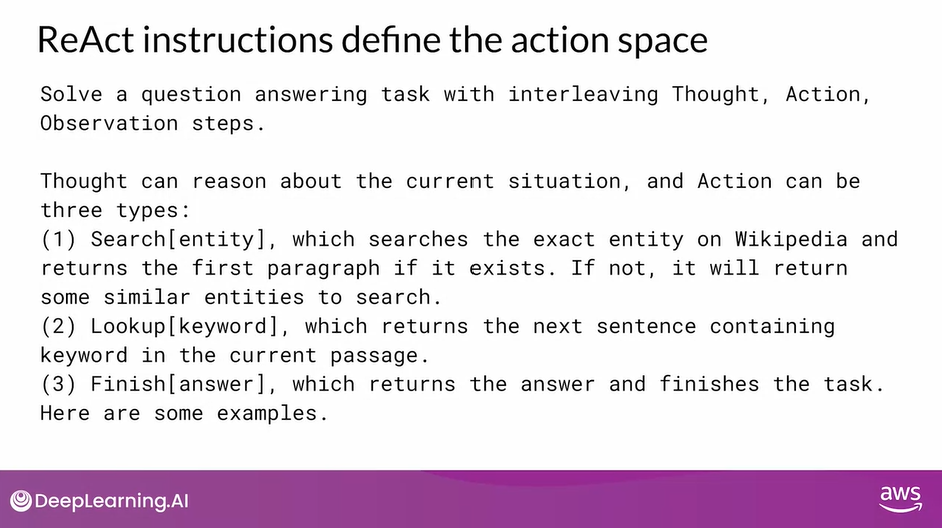 ReAct instructions define the action space
Solve a question answering task with interleaving Thought, Action,
Observation steps.
Thought can reason about the current situation, and Action can be
three types:
(1) Search[entity], which searches the exact entity on Wikipedia and
returns the first paragraph if it exists. If not, it will return
some similar entities to search.
(2) Lookup[keyword], which returns the next sentence containing
keyword in the current passage.
(3) Finish[answer], which returns the answer and finishes the task.
Here are some examples.
DeepLearning.AI
aws